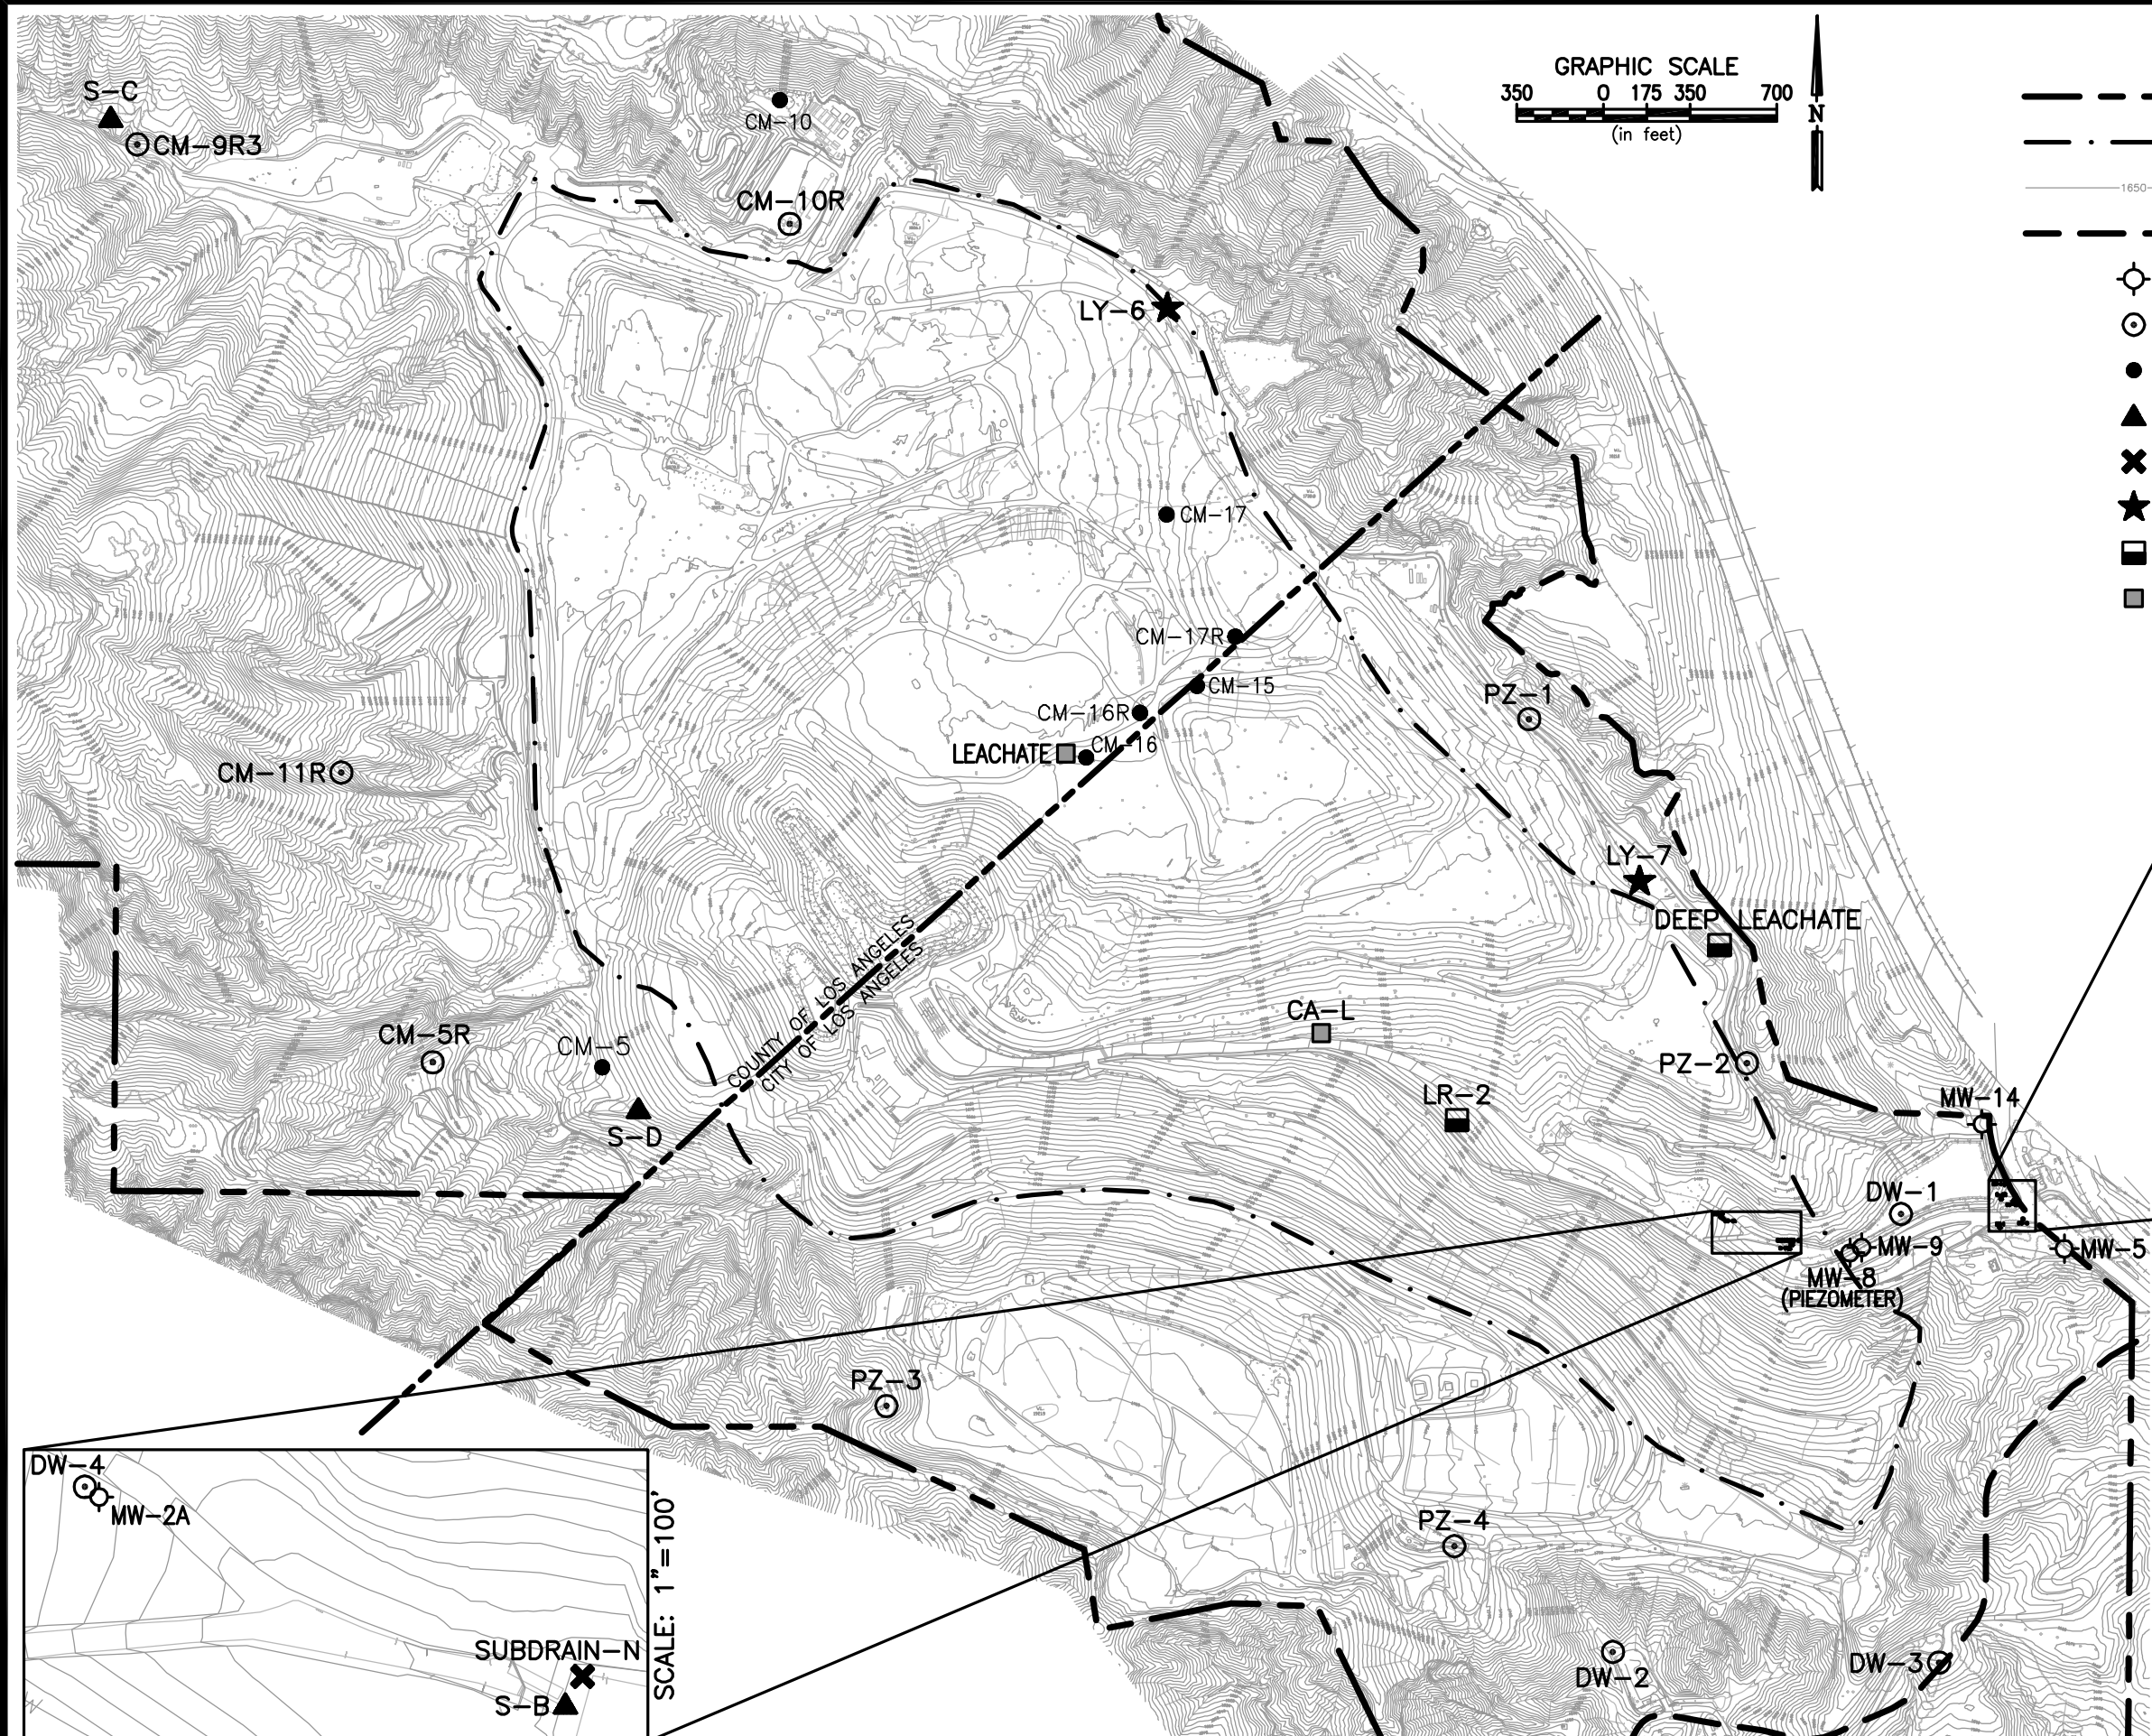 GRAPHIC SCALE
350 0 175 350 700
(in feet)
N
1650
S-C
CM-9R3
CM-10
CM-10R
LY-6
CM-17
CM-17R
CM-15
CM-16R
CM-16
LEACHATE
PZ-1
CM-11R
LY-7
DEEP LEACHATE
COUNTY OF LOS ANGELES
CITY OF LOS ANGELES
CM-5R
CM-5
S-D
CA-L
LR-2
PZ-2
MW-14
DW-1
MW-9
MW-5
MW-8
(PIEZOMETER)
PZ-3
PZ-4
DW-2
DW-3
DW-4
MW-2A
SUBDRAIN-N
S-B
SCALE: 1"=100'